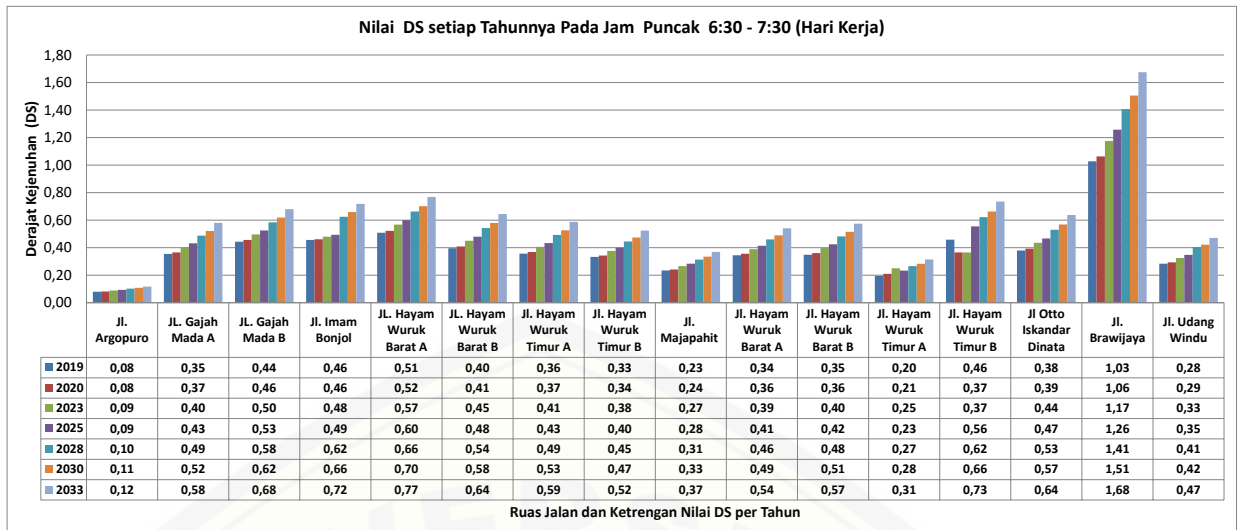 Nilai DS setiap Tahunnya Pada Jam Puncak 6:30 - 7:30 (Hari Kerja)
Derajat Kejenuhan (DS)
1,80
1,60
1,40
1,20
1,00
0,80
0,60
0,40
0,20
0,00
Jl. Argopuro JL. Gajah Mada A JL. Gajah Mada B Jl. Imam Bonjol JL. Hayam Wuruk Barat A JL. Hayam Wuruk Barat B JL. Hayam Wuruk Timur A Jl. Hayam Wuruk Timur B Jl. Majapahit Jl. Hayam Wuruk Barat A Jl. Hayam Wuruk Barat B Jl. Hayam Wuruk Timur A Jl. Hayam Wuruk Timur B Jl Otto Iskandar Dinata Jl. Brawijaya Jl. Udang Windu
2019 0,08 0,35 0,44 0,46 0,51 0,40 0,36 0,33 0,23 0,34 0,35 0,20 0,46 0,38 1,03 0,28
2020 0,08 0,37 0,46 0,46 0,52 0,41 0,37 0,34 0,24 0,36 0,36 0,21 0,37 0,39 1,06 0,29
2023 0,09 0,40 0,50 0,48 0,57 0,45 0,41 0,38 0,27 0,39 0,40 0,25 0,37 0,44 1,17 0,33
2025 0,09 0,43 0,53 0,49 0,60 0,48 0,43 0,40 0,28 0,41 0,42 0,23 0,56 0,47 1,26 0,35
2028 0,10 0,49 0,58 0,62 0,66 0,54 0,49 0,45 0,31 0,46 0,48 0,27 0,62 0,53 1,41 0,41
2030 0,11 0,52 0,62 0,66 0,70 0,58 0,53 0,47 0,33 0,49 0,51 0,28 0,66 0,57 1,51 0,42
2033 0,12 0,58 0,68 0,72 0,77 0,64 0,59 0,52 0,37 0,54 0,57 0,31 0,73 0,64 1,68 0,47
Ruas Jalan dan Ketrengan Nilai DS per Tahun